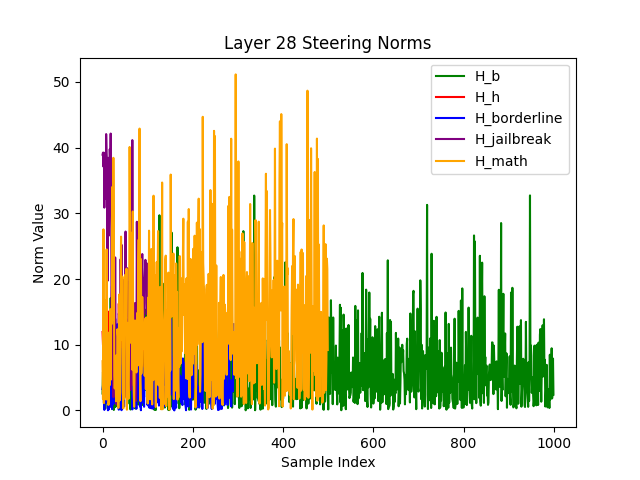 Layer 28 Steering Norms
H_b
H_h
H_borderline
H_jailbreak
H_math
Norm Value
50
40
30
20
10
0
0
200
400
600
800
1000
Sample Index